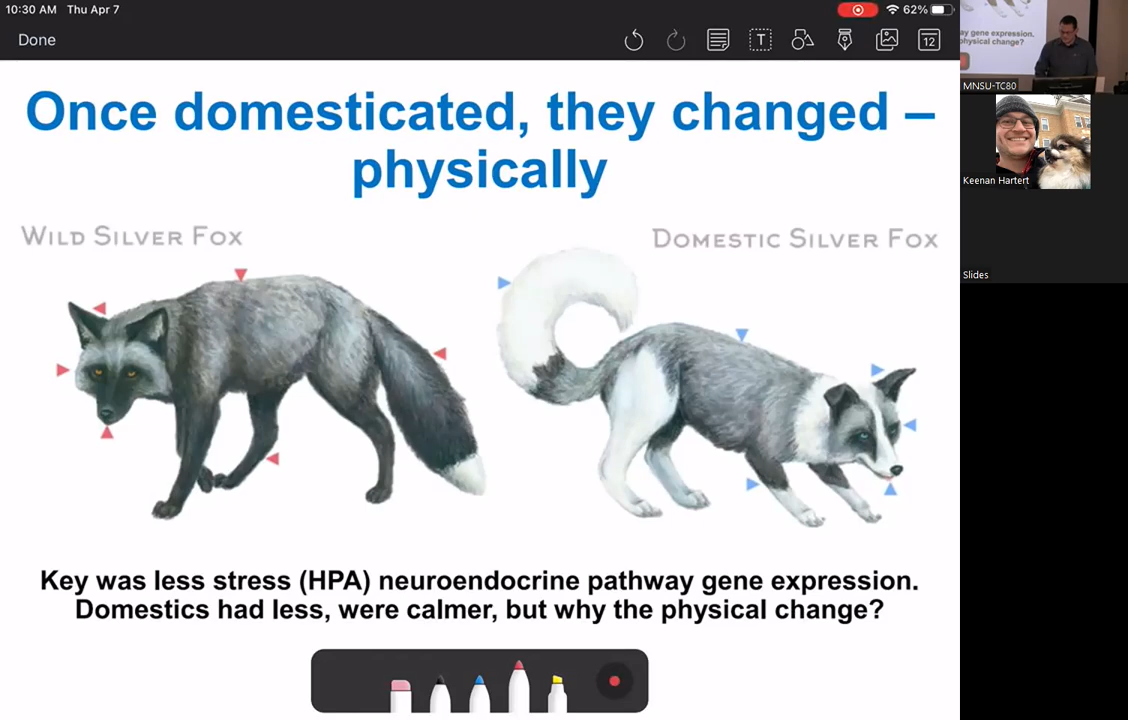 10:30 AM Thu Apr 7
62%
Done
T
12
Once domesticated, they changed –
physically
WILD SILVER FOX
DOMESTIC SILVER FOX
Key was less stress (HPA) neuroendocrine pathway gene expression.
Domestics had less, were calmer, but why the physical change?
ay gene expression.
physical change?
MNSU-TC80
Keenan Hartert
Slides